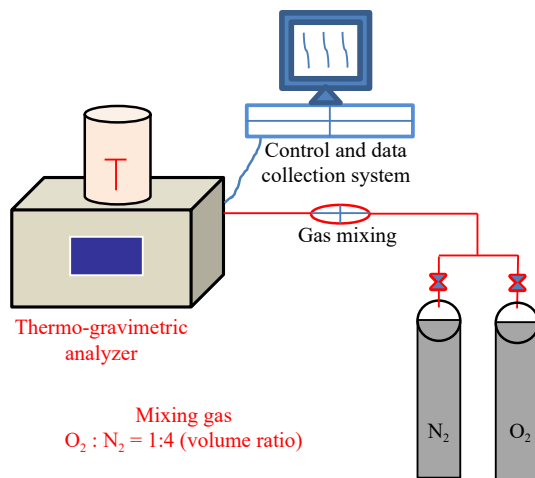 Control and data
collection system
Gas mixing
Thermo-gravimetric
analyzer
Mixing gas
O₂ : N₂ = 1:4 (volume ratio)
N₂
O₂